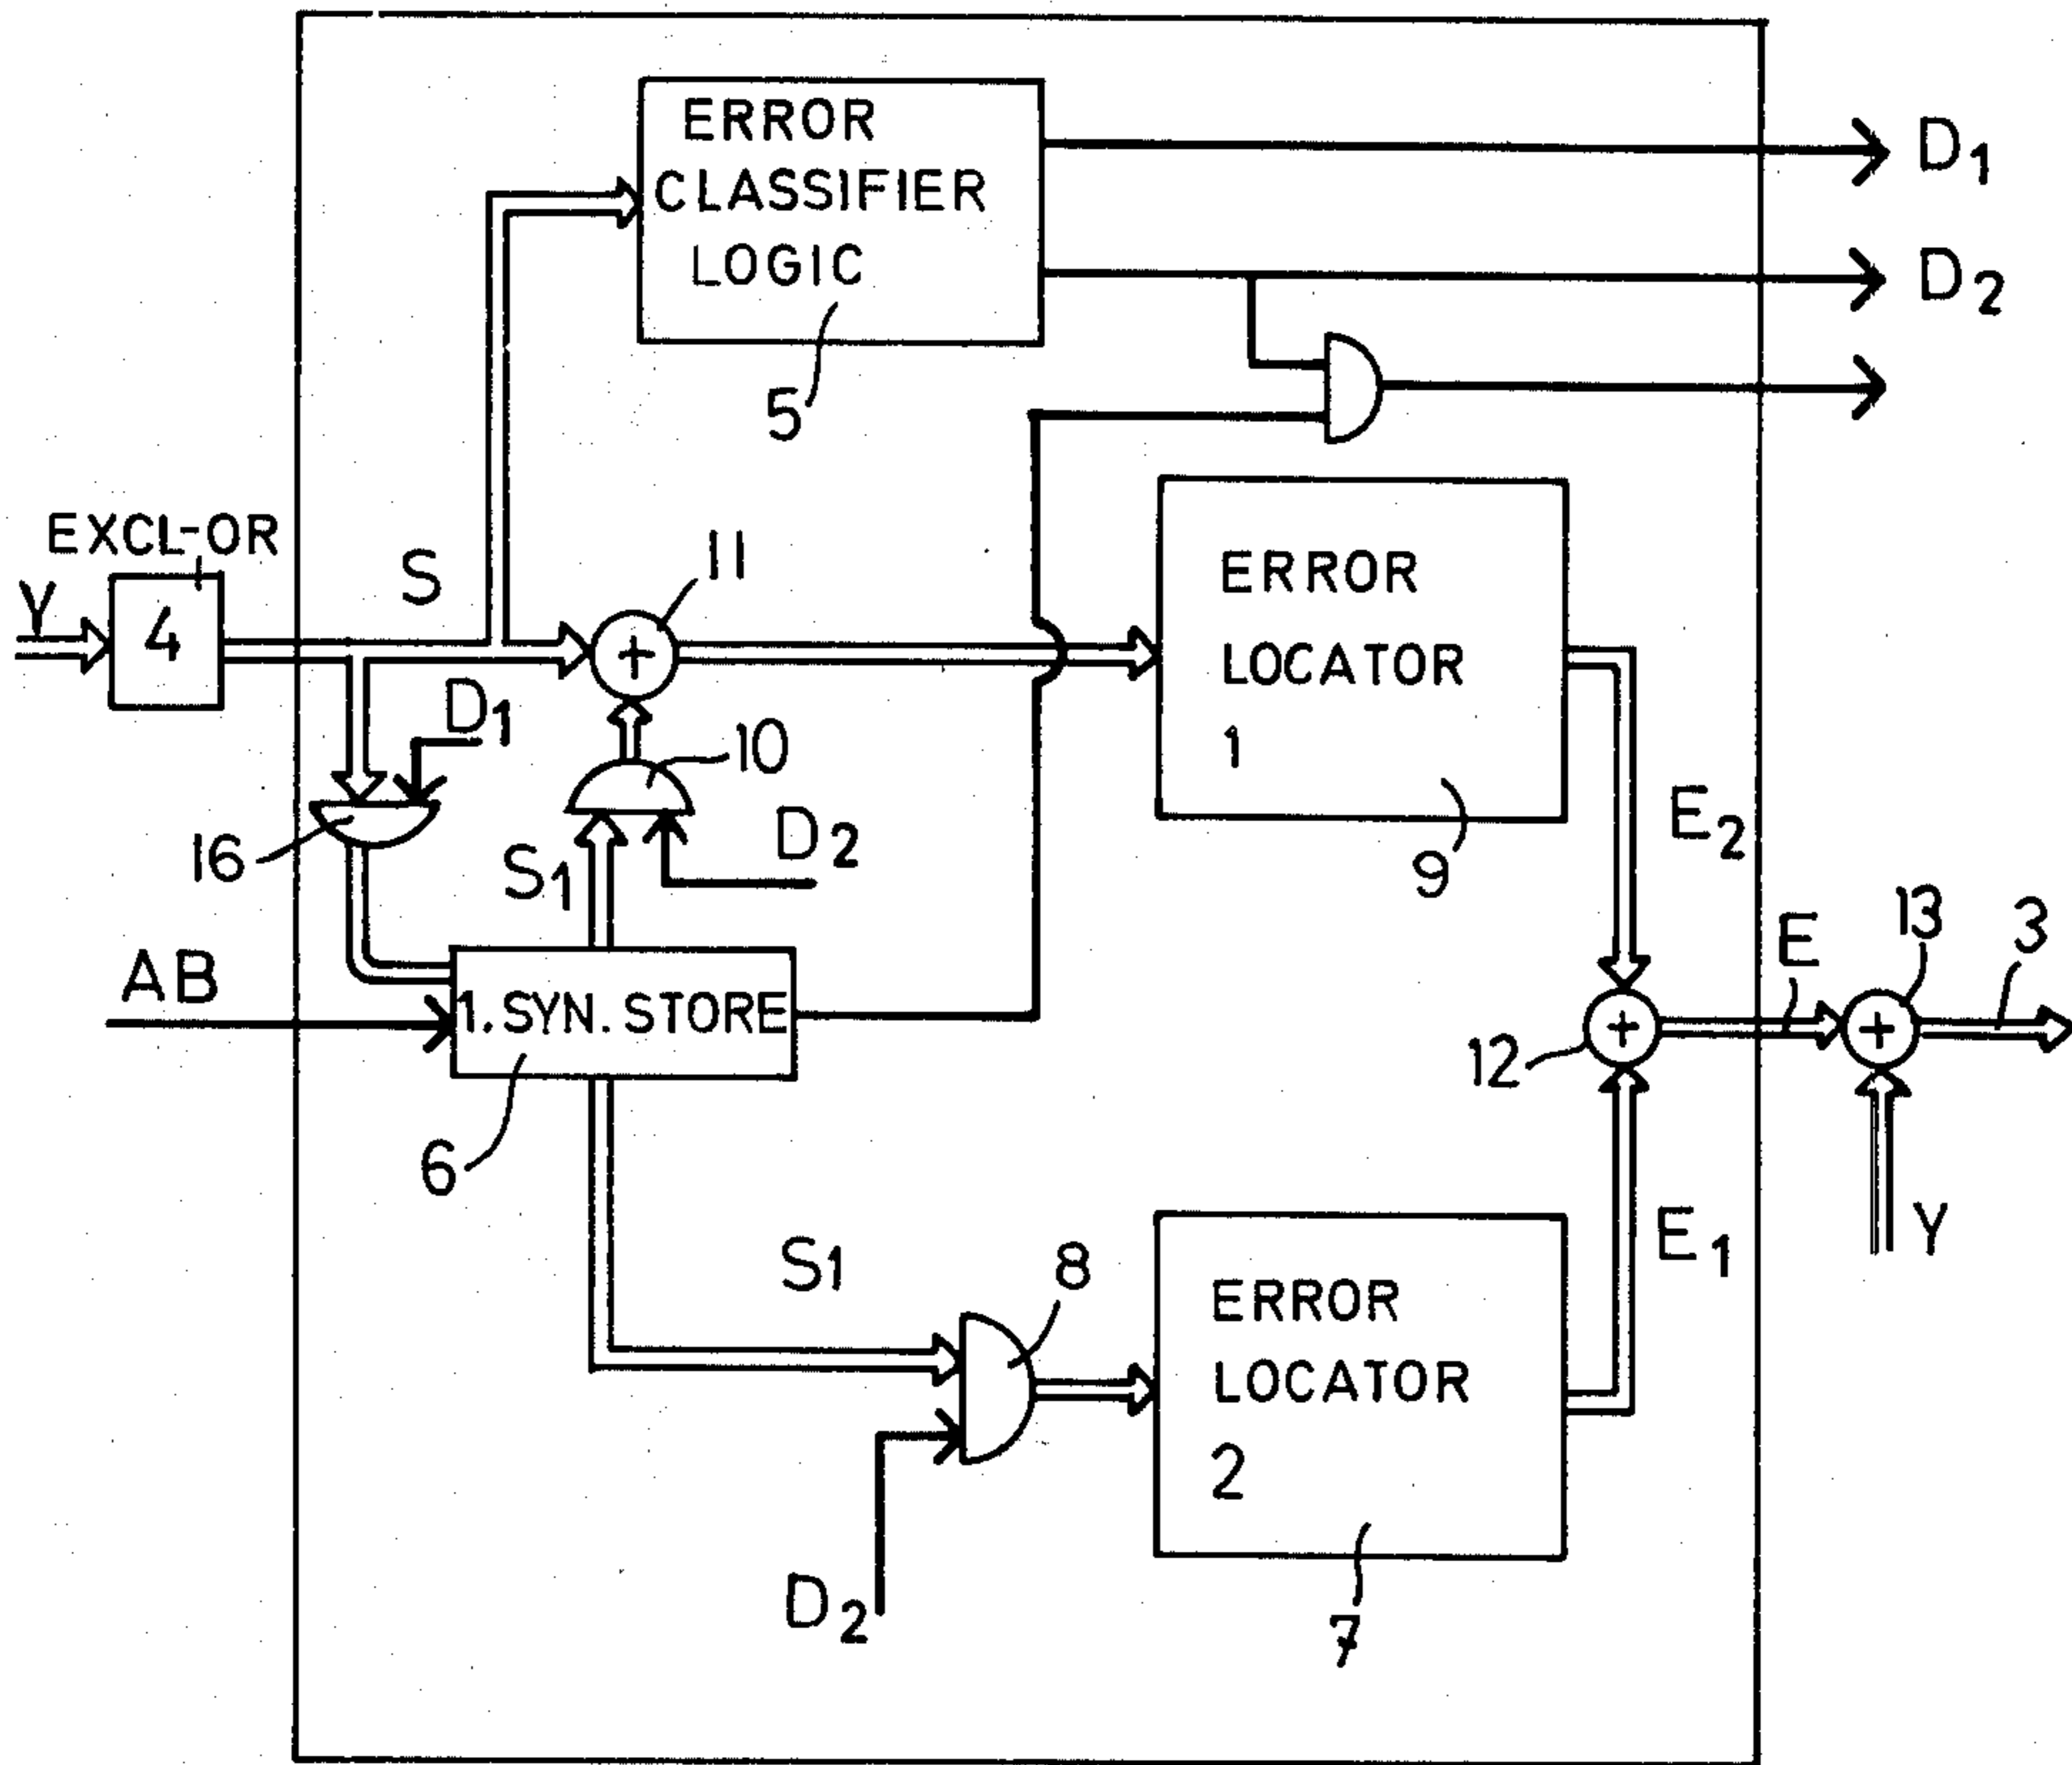 ERROR
CLASSIFIER
LOGIC
5
D1
D2
EXCL-OR
Y
4
S
11
ERROR
LOCATOR
1
9
D1
10
D2
16
S1
E2
AB
1. SYN. STORE
6
12
E
13
3
Y
S1
8
E1
ERROR
LOCATOR
2
7
D2